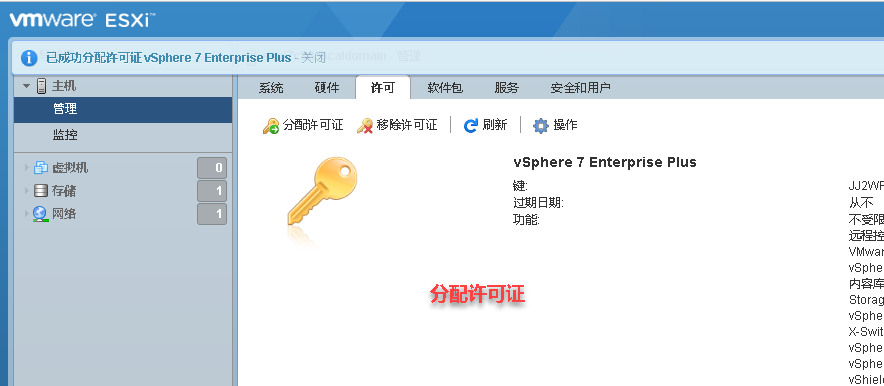 vmware ESXi™
已成功分配许可证 vSphere 7 Enterprise Plus - 关闭
caldomain - 管理
主机
管理
监控
虚拟机 0
存储 1
网络 1
系统 硬件 许可 软件包 服务 安全和用户
分配许可证 移除许可证 刷新 操作
vSphere 7 Enterprise Plus
键: JJ2WF
过期日期: 从不
功能: 不受限
远程控
VMwar
vSphe
内容库
Storag
vSphe
X-Swit
vSphe
vSphe
vShiel
分配许可证